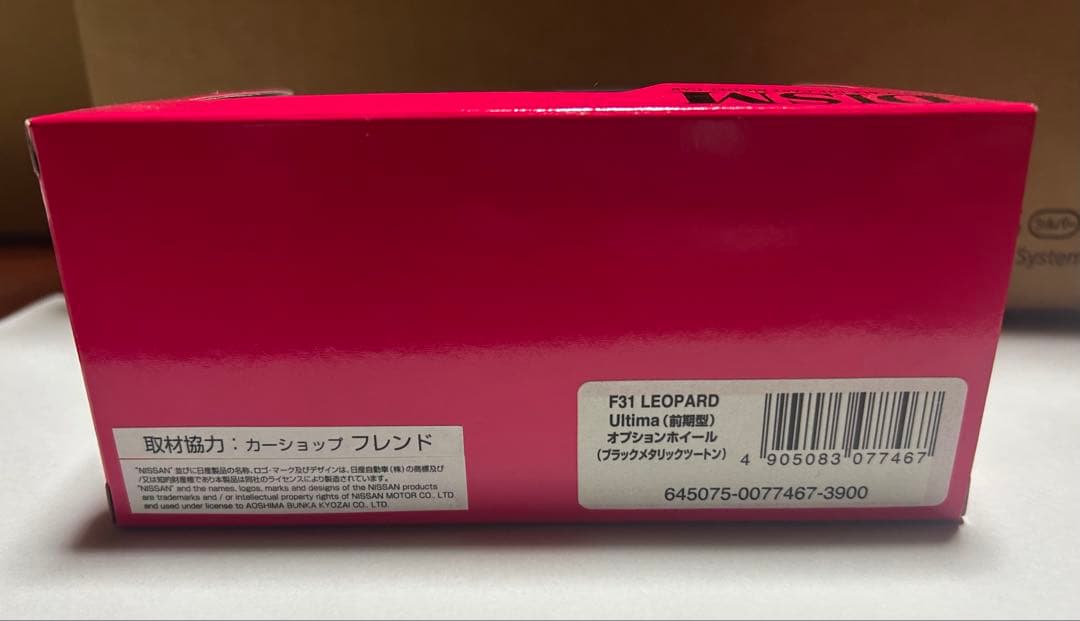 DISM
System
取材協力：カーショップ フレンド
"NISSAN" 並びに日産製品の名称、ロゴ・マーク及びデザインは、日産自動車（株）の商標及び
/又は知的財産権であり本製品は同社のライセンスにより製造されています。
"NISSAN" and the names, logos, marks and designs of the NISSAN products
are trademarks and / or intellectual property rights of NISSAN MOTOR CO., LTD.
and used under license to AOSHIMA BUNKA KYOZAI CO., LTD.
F31 LEOPARD
Ultima（前期型）
オプションホイール
（ブラックメタリックツートン）
4 905083 077467
645075-0077467-3900